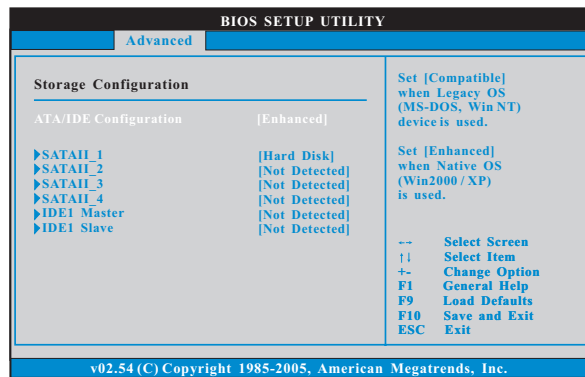 BIOS SETUP UTILITY
Advanced
Storage Configuration
ATA/IDE Configuration [Enhanced]
SATAII_1 [Hard Disk]
SATAII_2 [Not Detected]
SATAII_3 [Not Detected]
SATAII_4 [Not Detected]
IDE1 Master [Not Detected]
IDE1 Slave [Not Detected]
Set [Compatible]
when Legacy OS
(MS-DOS, Win NT)
device is used.
Set [Enhanced]
when Native OS
(Win2000 / XP)
is used.
←→ Select Screen
↑↓ Select Item
+- Change Option
F1 General Help
F9 Load Defaults
F10 Save and Exit
ESC Exit
v02.54 (C) Copyright 1985-2005, American Megatrends, Inc.